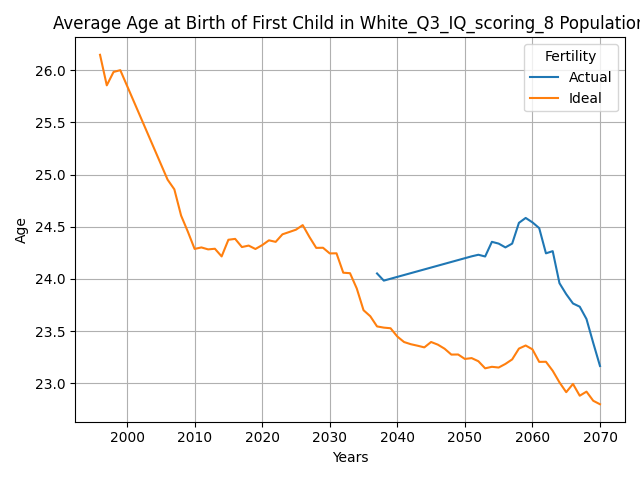 Average Age at Birth of First Child in White_Q3_IQ_scoring_8 Population
Fertility
Actual
Ideal
Age
26.0
25.5
25.0
24.5
24.0
23.5
23.0
2000 2010 2020 2030 2040 2050 2060 2070
Years